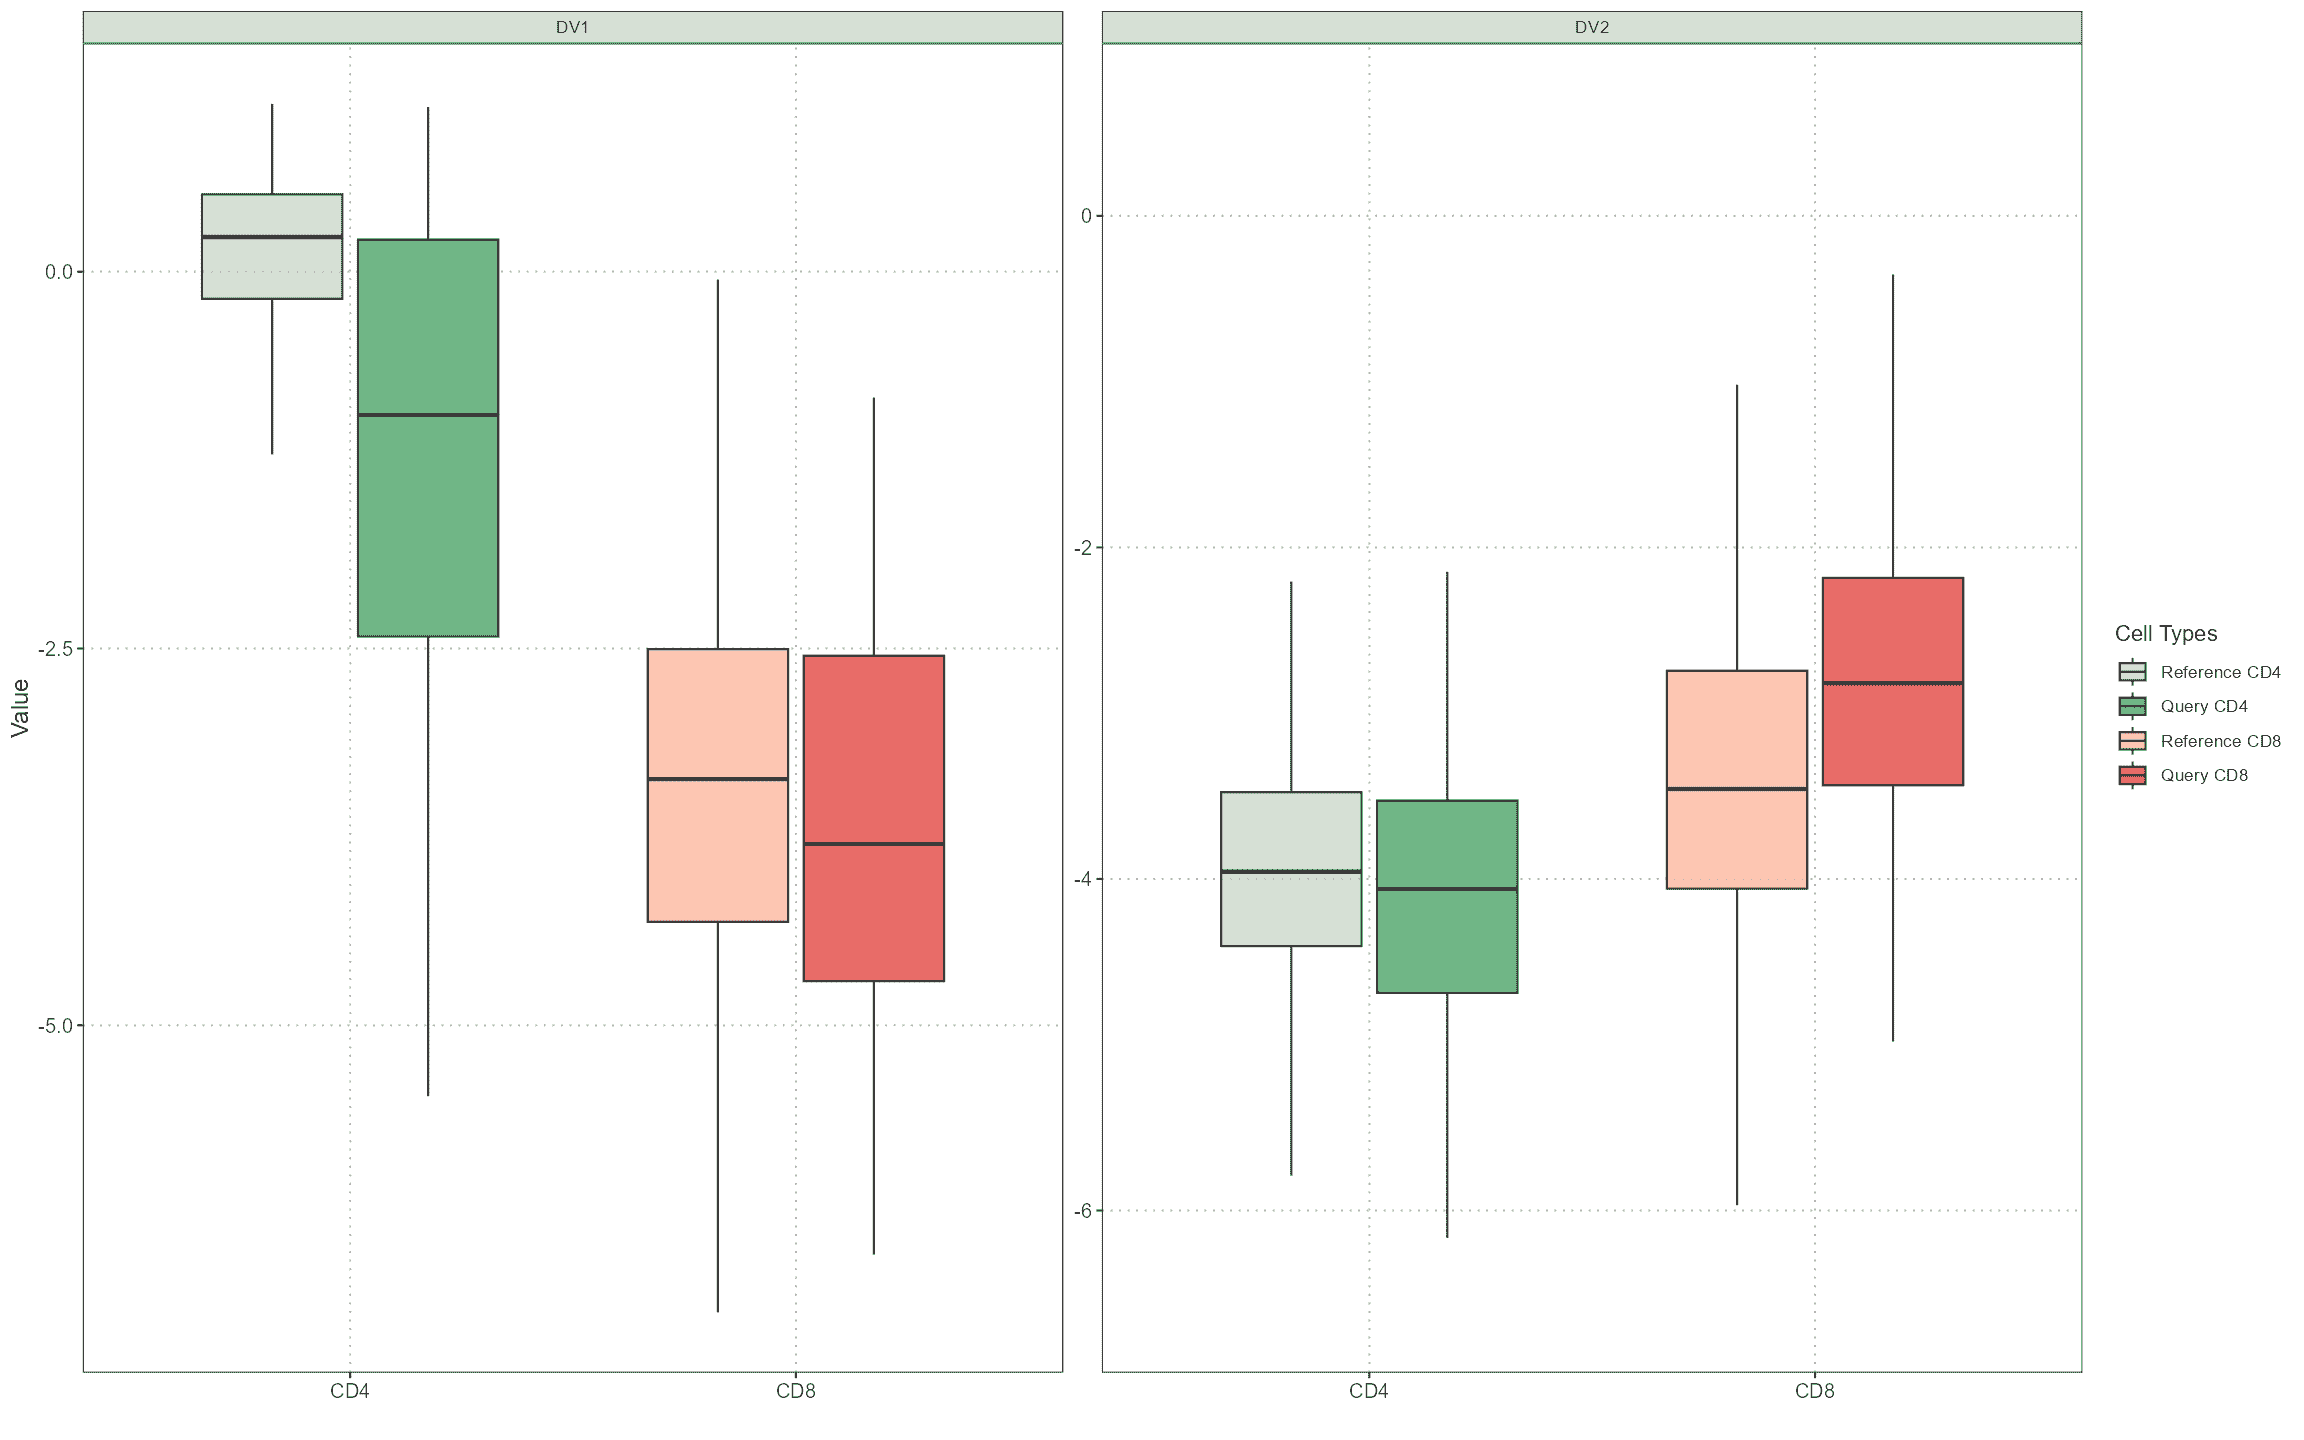 DV1
DV2
Value
0.0
-2.5
-5.0
0
-2
-4
-6
CD4
CD8
CD4
CD8
Cell Types
Reference CD4
Query CD4
Reference CD8
Query CD8